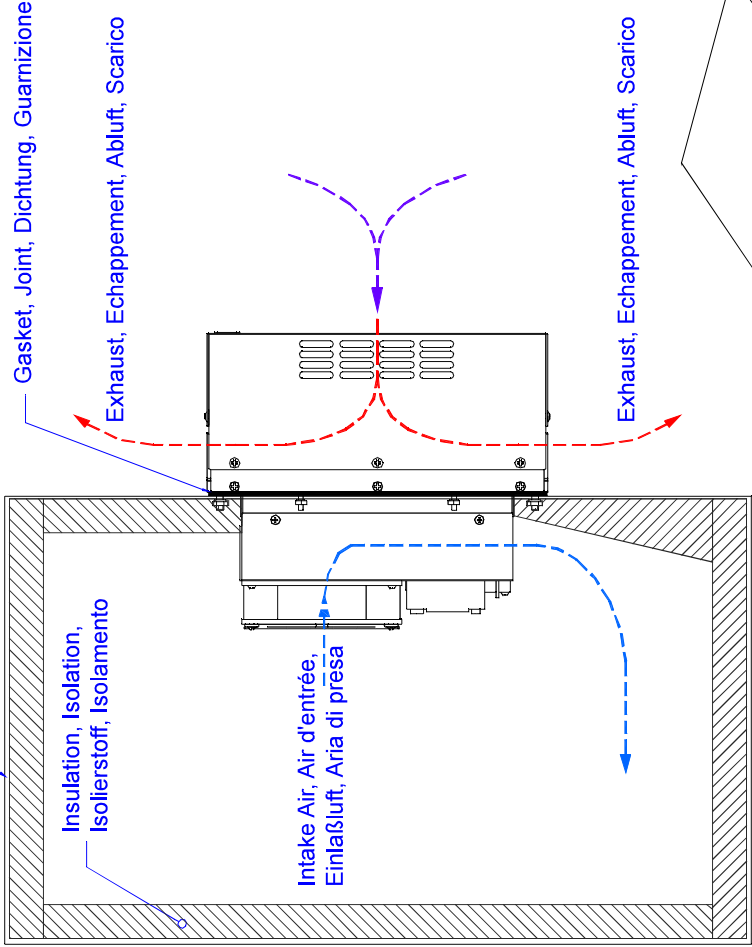 Gasket, Joint, Dichtung, Guarnizione
Exhaust, Echappement, Abluft, Scarico
Exhaust, Echappement, Abluft, Scarico
Insulation, Isolation,
Isolierstoff, Isolamento
Intake Air, Air d'entrée,
Einlaßluft, Aria di presa